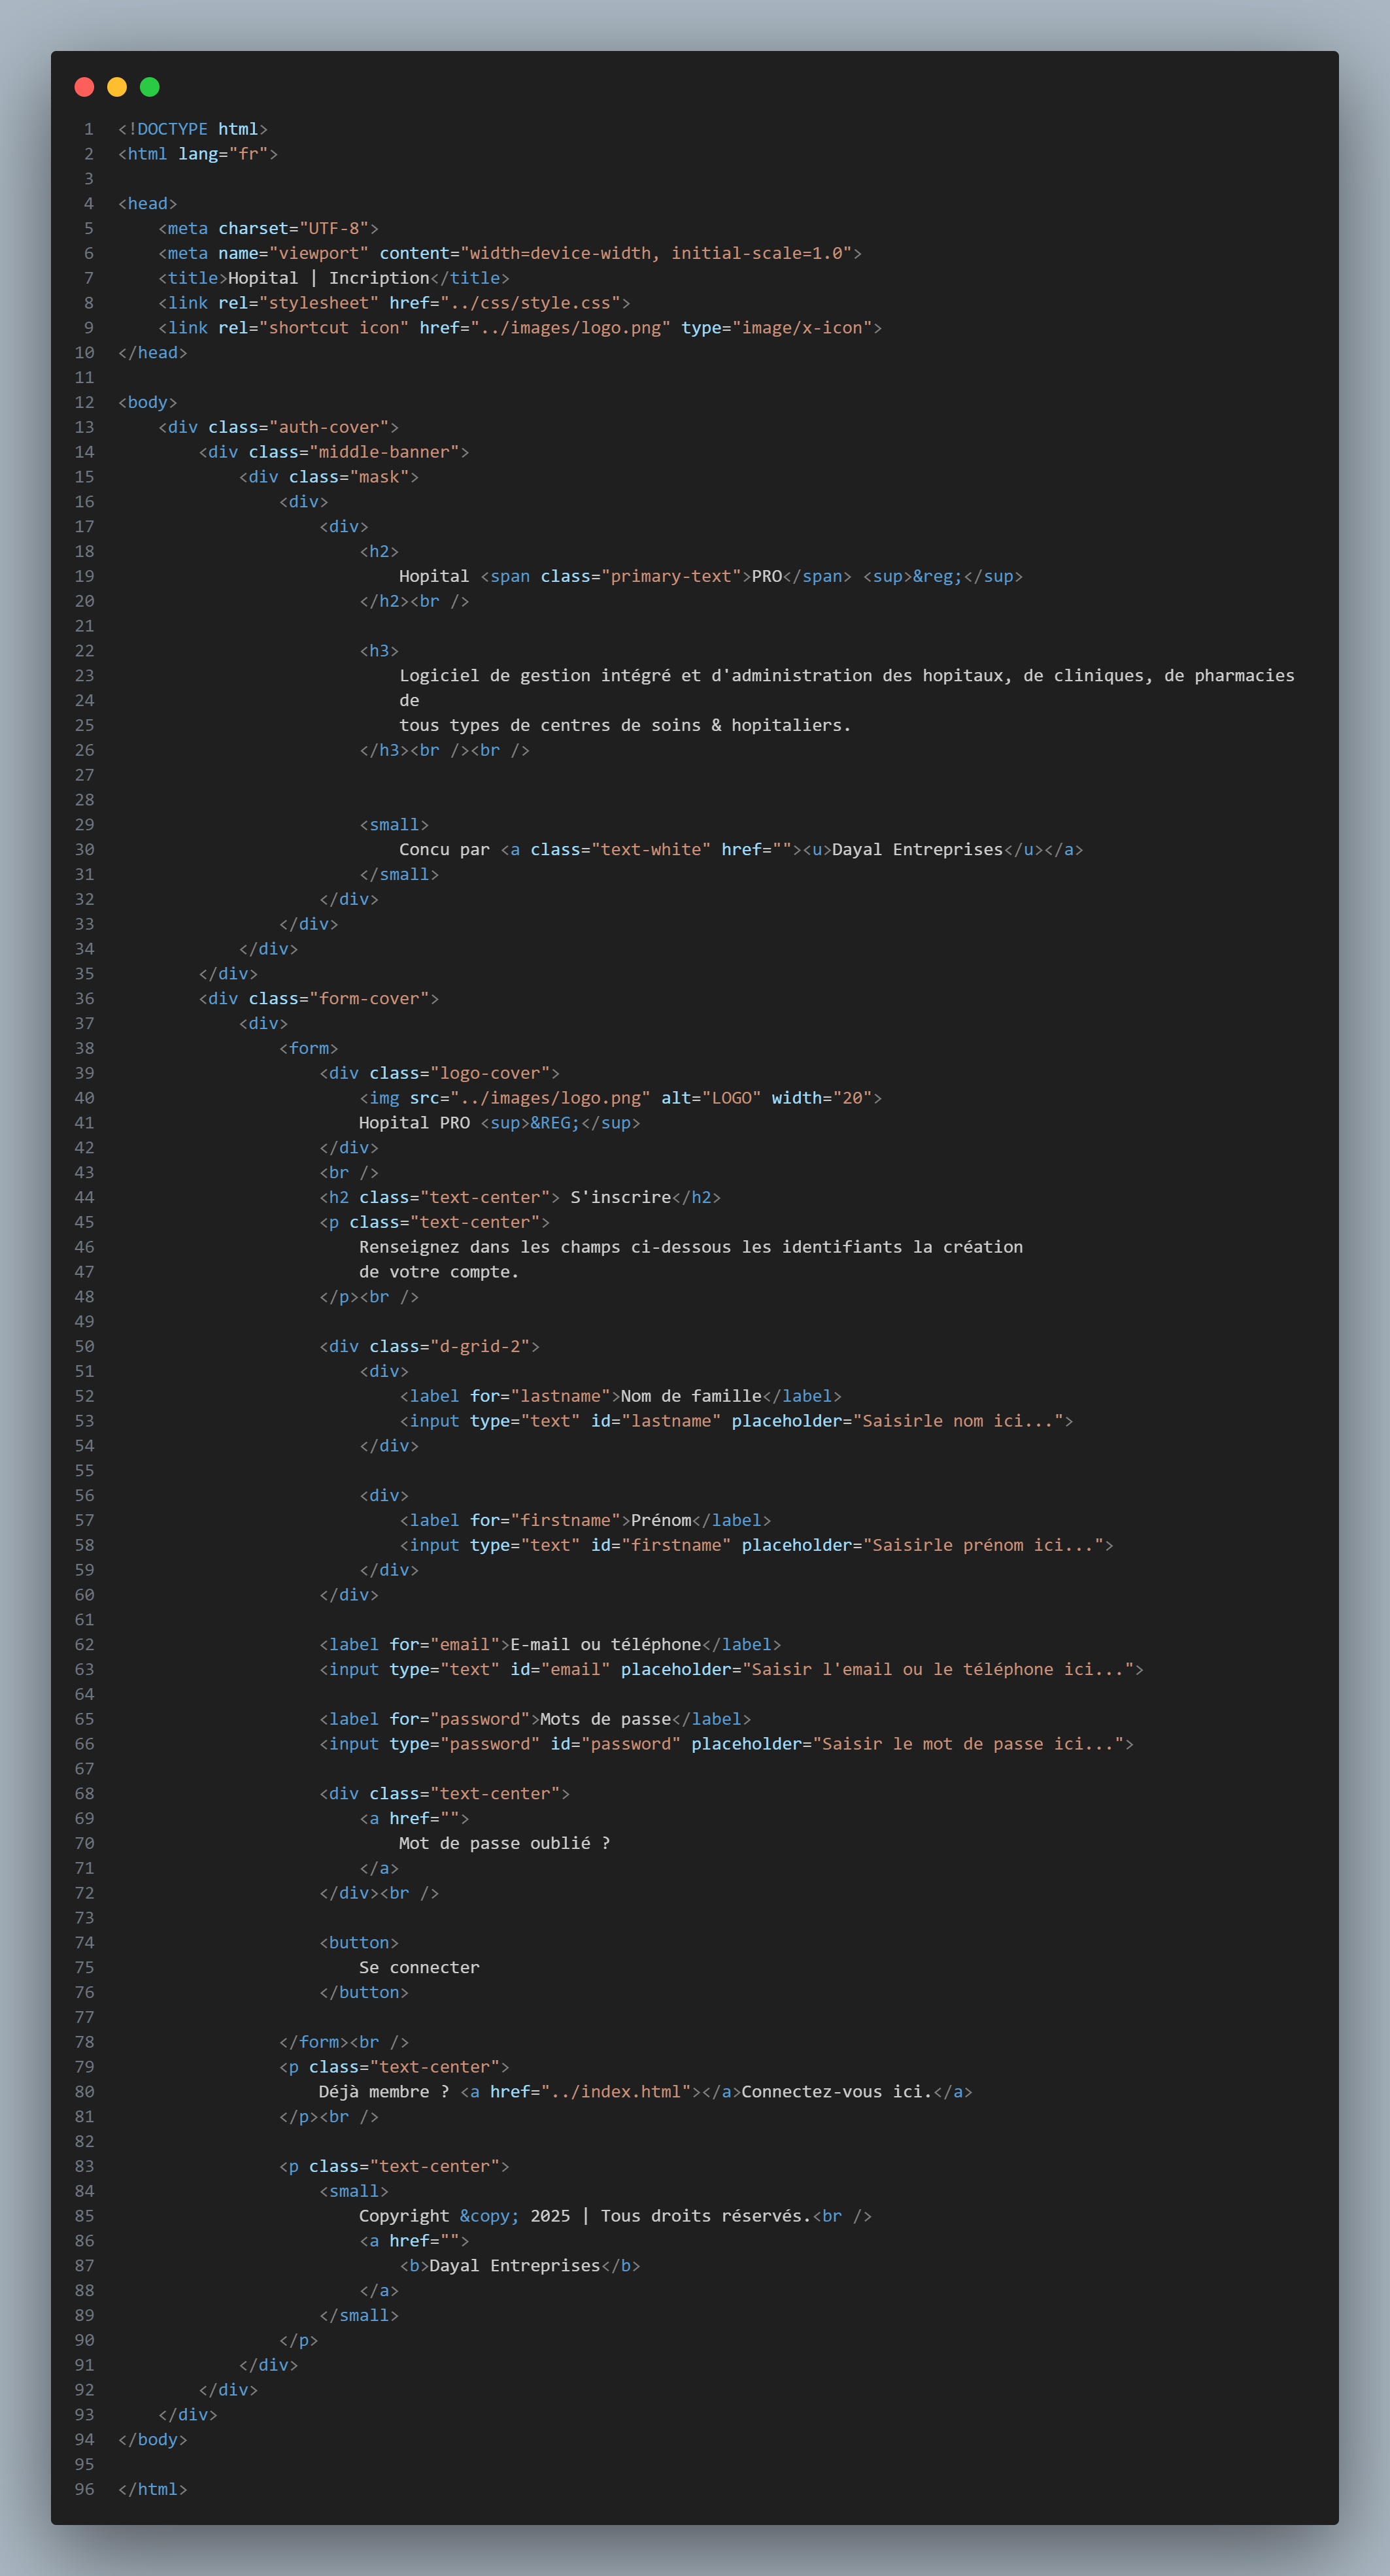 1 <!DOCTYPE html>
2 <html lang="fr">
3
4 <head>
5     <meta charset="UTF-8">
6     <meta name="viewport" content="width=device-width, initial-scale=1.0">
7     <title>Hopital | Incription</title>
8     <link rel="stylesheet" href="../css/style.css">
9     <link rel="shortcut icon" href="../images/logo.png" type="image/x-icon">
10 </head>
11
12 <body>
13     <div class="auth-cover">
14         <div class="middle-banner">
15             <div class="mask">
16                 <div>
17                     <div>
18                         <h2>
19                             Hopital <span class="primary-text">PRO</span> <sup>&reg;</sup>
20                         </h2><br />
21
22                         <h3>
23                             Logiciel de gestion intégré et d'administration des hopitaux, de cliniques, de pharmacies
24                             de
25                             tous types de centres de soins & hopitaliers.
26                         </h3><br /><br />
27
28
29                         <small>
30                             Concu par <a class="text-white" href=""><u>Dayal Entreprises</u></a>
31                         </small>
32                     </div>
33                 </div>
34             </div>
35         </div>
36         <div class="form-cover">
37             <div>
38                 <form>
39                     <div class="logo-cover">
40                         <img src="../images/logo.png" alt="LOGO" width="20">
41                         Hopital PRO <sup>&REG;</sup>
42                     </div>
43                     <br />
44                     <h2 class="text-center"> S'inscrire</h2>
45                     <p class="text-center">
46                         Renseignez dans les champs ci-dessous les identifiants la création
47                         de votre compte.
48                     </p><br />
49
50                     <div class="d-grid-2">
51                         <div>
52                             <label for="lastname">Nom de famille</label>
53                             <input type="text" id="lastname" placeholder="Saisirle nom ici...">
54                         </div>
55
56                         <div>
57                             <label for="firstname">Prénom</label>
58                             <input type="text" id="firstname" placeholder="Saisirle prénom ici...">
59                         </div>
60                     </div>
61
62                     <label for="email">E-mail ou téléphone</label>
63                     <input type="text" id="email" placeholder="Saisir l'email ou le téléphone ici...">
64
65                     <label for="password">Mots de passe</label>
66                     <input type="password" id="password" placeholder="Saisir le mot de passe ici...">
67
68                     <div class="text-center">
69                         <a href="">
70                             Mot de passe oublié ?
71                         </a>
72                     </div><br />
73
74                     <button>
75                         Se connecter
76                     </button>
77
78                 </form><br />
79                 <p class="text-center">
80                     Déjà membre ? <a href="../index.html"></a>Connectez-vous ici.</a>
81                 </p><br />
82
83                 <p class="text-center">
84                     <small>
85                         Copyright &copy; 2025 | Tous droits réservés.<br />
86                         <a href="">
87                             <b>Dayal Entreprises</b>
88                         </a>
89                     </small>
90                 </p>
91             </div>
92         </div>
93     </div>
94 </body>
95
96 </html>